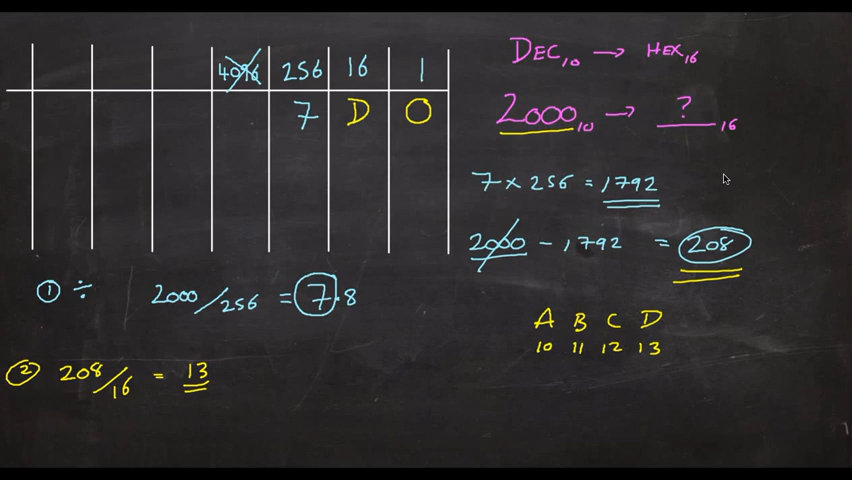 4096 256 16 1
7 D 0
DEC10 → HEX16
200010 → ?16
7 × 256 = 1792
2000 - 1792 = 208
① ÷ 2000/256 = 7.8
A B C D
10 11 12 13
② 208/16 = 13